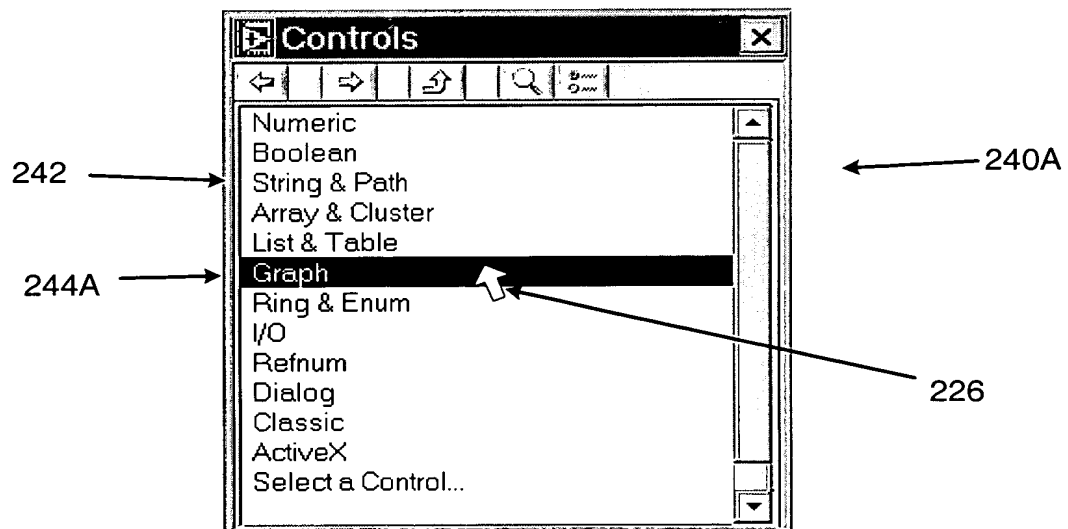 Controls
Numeric
Boolean
String & Path
Array & Cluster
List & Table
Graph
Ring & Enum
I/O
Refnum
Dialog
Classic
ActiveX
Select a Control...
242
244A
240A
226